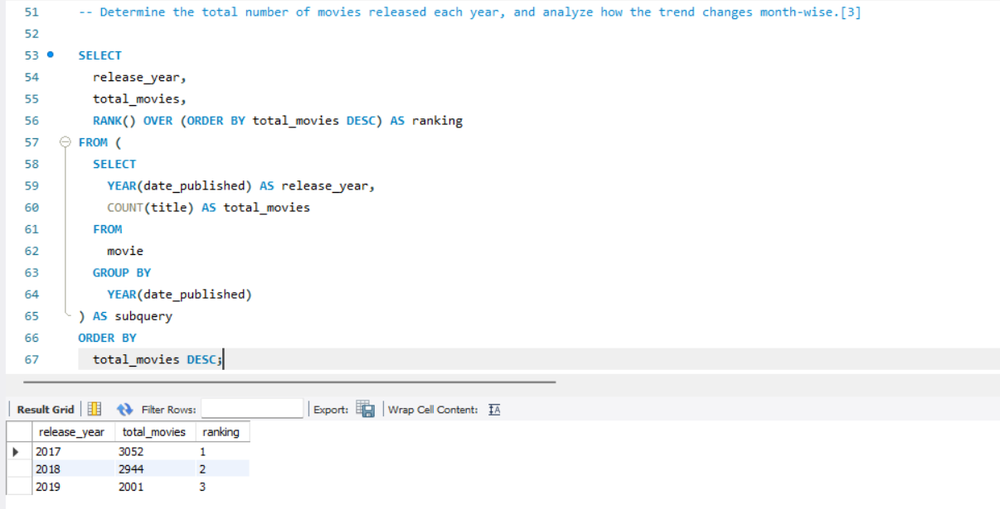 51 -- Determine the total number of movies released each year, and analyze how the trend changes month-wise.[3]
52
53 SELECT
54 release_year,
55 total_movies,
56 RANK() OVER (ORDER BY total_movies DESC) AS ranking
57 FROM (
58 SELECT
59 YEAR(date_published) AS release_year,
60 COUNT(title) AS total_movies
61 FROM
62 movie
63 GROUP BY
64 YEAR(date_published)
65 ) AS subquery
66 ORDER BY
67 total_movies DESC;
Result Grid Filter Rows: Export: Wrap Cell Content: IA
release_year total_movies ranking
2017 3052 1
2018 2944 2
2019 2001 3